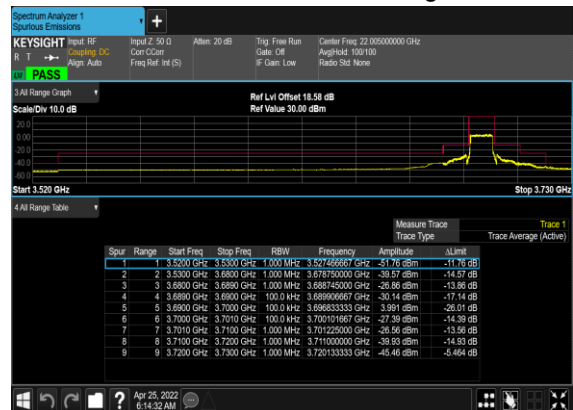 Spectrum Analyzer 1
Spurious Emissions
KEYSIGHT Input: RF Input Z: 50 Ω Atten: 20 dB Trig: Free Run Center Freq: 22.005000000 GHz
R T Coupling: DC Corr CCorr Gate: Off Avg|Hold: 100/100
Align: Auto Freq Ref: Int (S) IF Gain: Low Radio Std: None
PASS
3 All Range Graph
Ref Lvl Offset 18.58 dB
Scale/Div 10.0 dB Ref Value 30.00 dBm
20.0
0.00
-20.0
-40.0
-60.0
Start 3.520 GHz Stop 3.730 GHz
4 All Range Table
Measure Trace Trace 1
Trace Type Trace Average (Active)
Spur Range Start Freq Stop Freq RBW Frequency Amplitude ΔLimit
1 1 3.5200 GHz 3.5300 GHz 1.000 MHz 3.527466667 GHz -51.76 dBm -11.76 dB
2 2 3.5300 GHz 3.6800 GHz 1.000 MHz 3.678750000 GHz -39.57 dBm -14.57 dB
3 3 3.6800 GHz 3.6890 GHz 1.000 MHz 3.688745000 GHz -26.86 dBm -13.86 dB
4 4 3.6890 GHz 3.6900 GHz 100.0 kHz 3.689906667 GHz -30.14 dBm -17.14 dB
5 5 3.6900 GHz 3.7000 GHz 100.0 kHz 3.696833333 GHz 3.991 dBm -26.01 dB
6 6 3.7000 GHz 3.7010 GHz 100.0 kHz 3.700101667 GHz -27.39 dBm -14.39 dB
7 7 3.7010 GHz 3.7100 GHz 1.000 MHz 3.701225000 GHz -26.56 dBm -13.56 dB
8 8 3.7100 GHz 3.7200 GHz 1.000 MHz 3.711000000 GHz -39.93 dBm -14.93 dB
9 9 3.7200 GHz 3.7300 GHz 1.000 MHz 3.720133333 GHz -45.46 dBm -5.464 dB
? Apr 25, 2022
6:14:32 AM